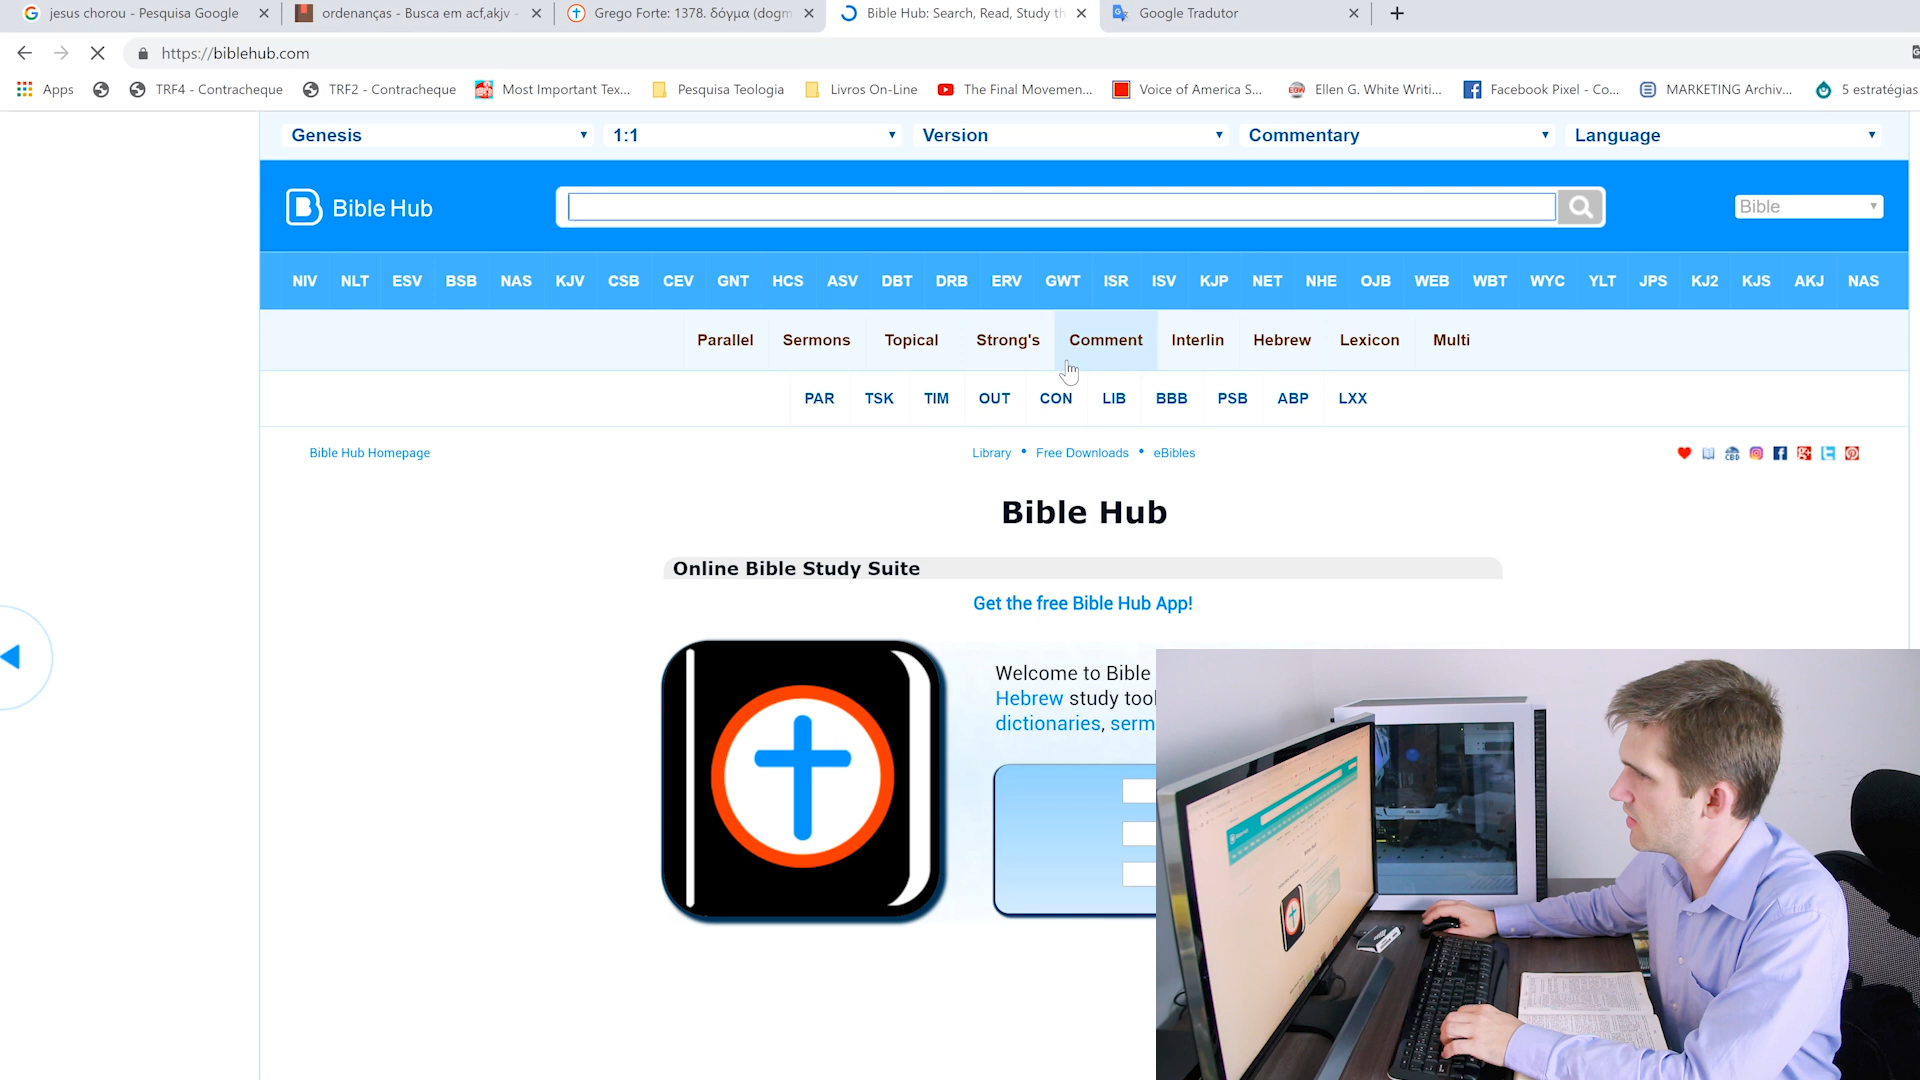 jesus chorou - Pesquisa Google
ordenanças - Busca em acf,akjv -
Grego Forte: 1378. δόγμα (dogm
Bible Hub: Search, Read, Study th
Google Tradutor
https://biblehub.com
Apps
TRF4 - Contracheque
TRF2 - Contracheque
Most Important Tex...
Pesquisa Teologia
Livros On-Line
The Final Movemen...
Voice of America S...
Ellen G. White Writi...
Facebook Pixel - Co...
MARKETING Archiv...
5 estratégias
Genesis 1:1 Version Commentary Language
Bible Hub
Bible
NIV NLT ESV BSB NAS KJV CSB CEV GNT HCS ASV DBT DRB ERV GWT ISR ISV KJP NET NHE OJB WEB WBT WYC YLT JPS KJ2 KJS AKJ NAS
Parallel Sermons Topical Strong's Comment Interlin Hebrew Lexicon Multi
PAR TSK TIM OUT CON LIB BBB PSB ABP LXX
Bible Hub Homepage
Library • Free Downloads • eBibles
Bible Hub
Online Bible Study Suite
Get the free Bible Hub App!
Welcome to Bible
Hebrew study tool
dictionaries, serm